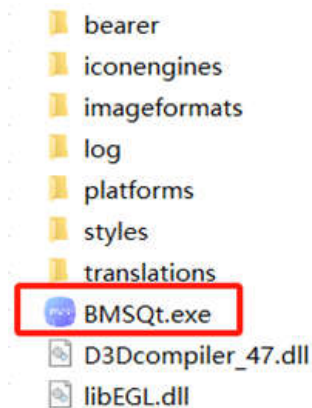 bearer
iconengines
imageformats
log
platforms
styles
translations
BMSQt.exe
D3Dcompiler_47.dll
libEGL.dll